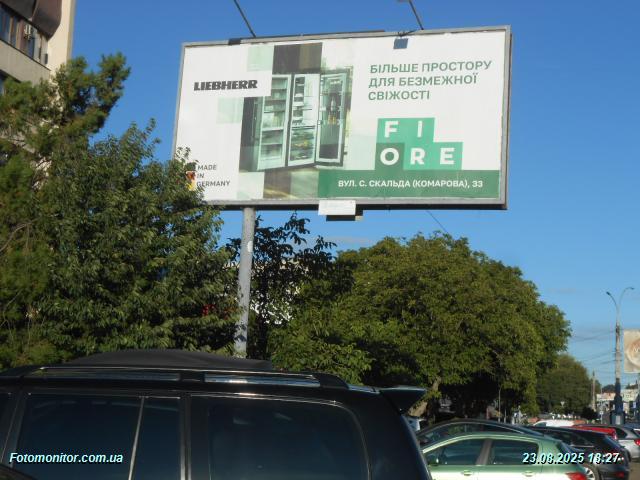 LIEBHERR
БІЛЬШЕ ПРОСТОРУ
ДЛЯ БЕЗМЕЖНОЇ
СВІЖОСТІ
FI
ORE
MADE
IN
GERMANY
ВУЛ. С. СКАЛЬДА (КОМАРОВА), 33
Fotomonitor.com.ua
23.08.2025 18:27